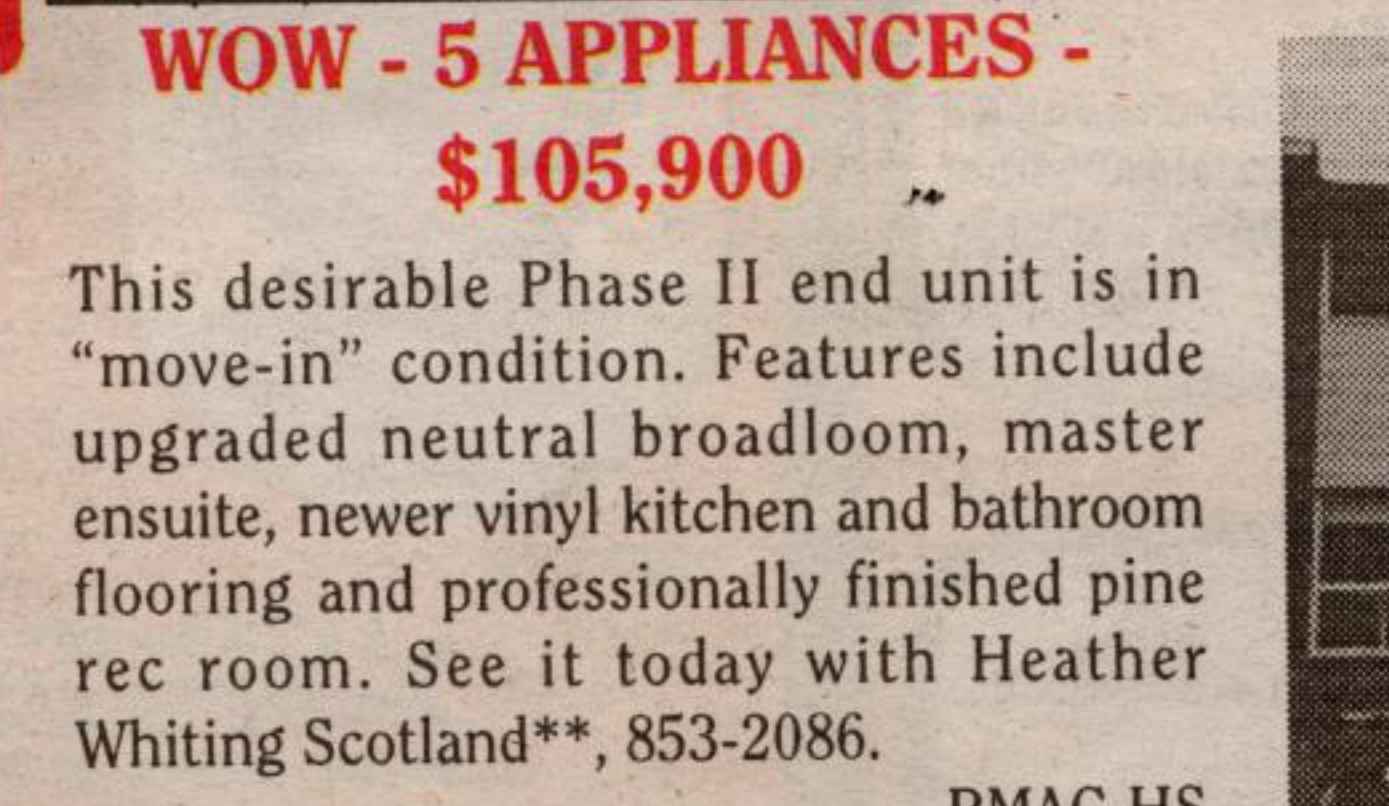 WOW - 5 APPLIANCES -
$105,900
This desirable Phase II end unit is in
“move-in” condition. Features include
upgraded neutral broadloom, master
ensuite, newer vinyl kitchen and bathroom
flooring and professionally finished pine
rec room. See it today with Heather
Whiting Scotland**, 853-2086.